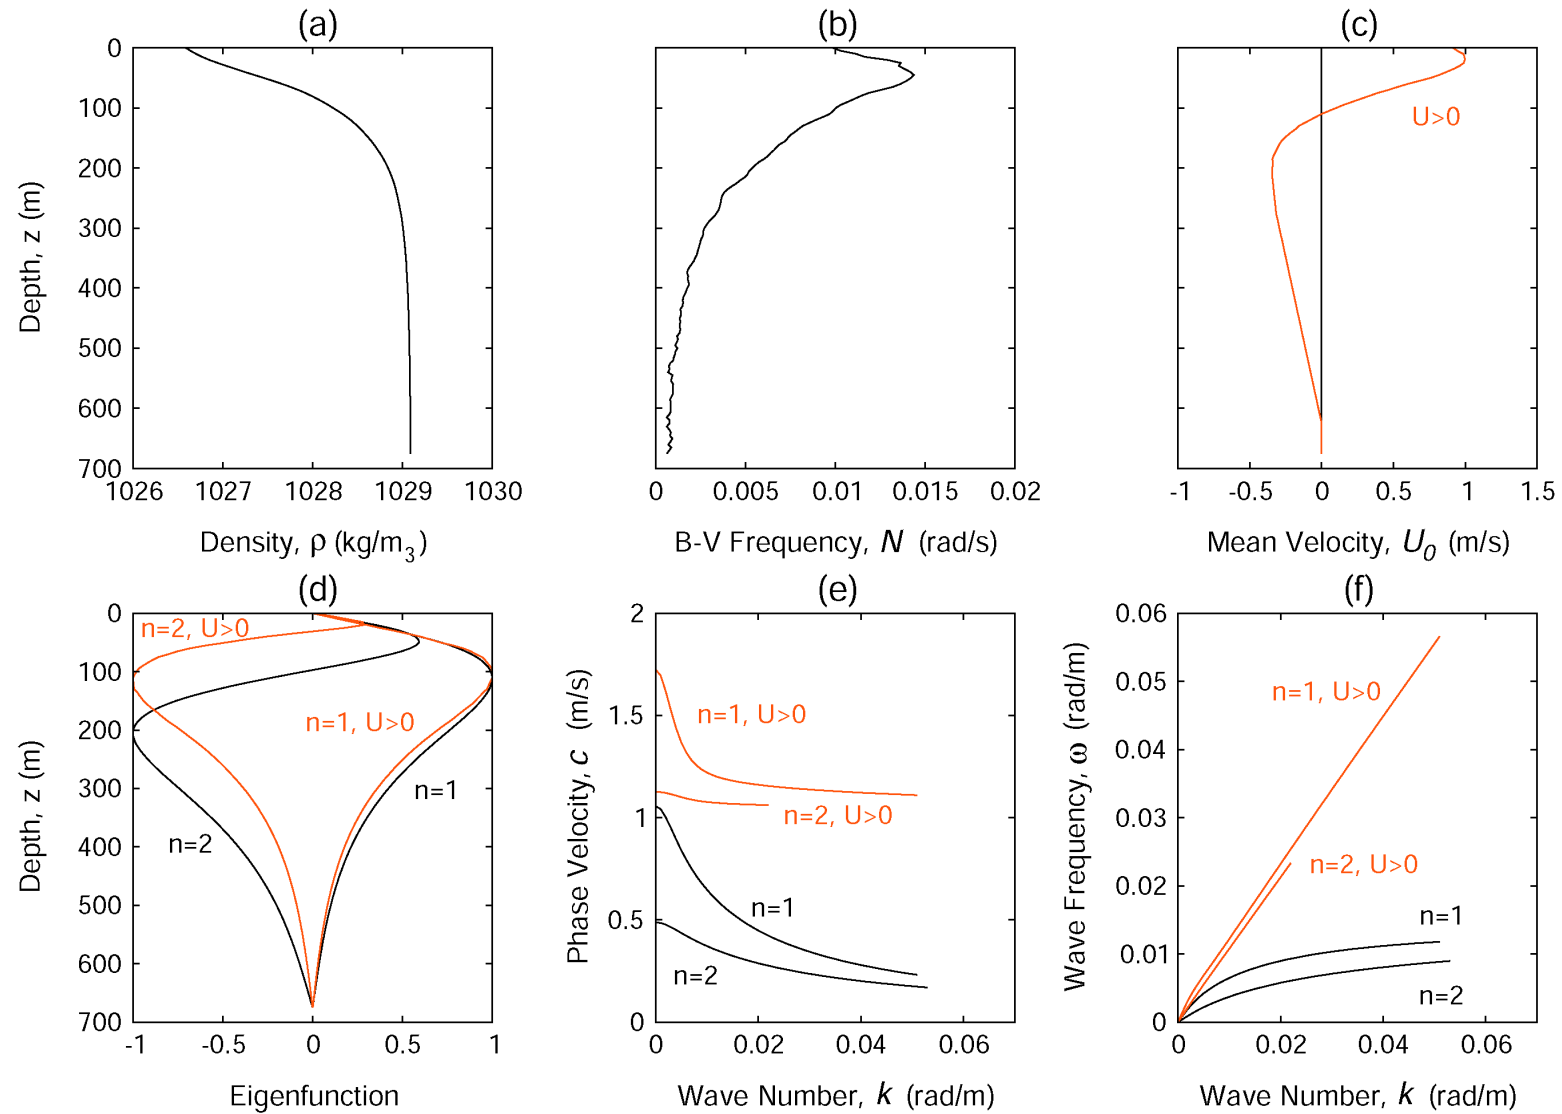 (a)
(b)
(c)
0
100
200
300
400
500
600
700
Depth, z (m)
1026
1027
1028
1029
1030
Density, ρ (kg/m3)
0
0.005
0.01
0.015
0.02
B-V Frequency, N (rad/s)
U>0
-1
-0.5
0
0.5
1
1.5
Mean Velocity, U0 (m/s)
(d)
(e)
(f)
0
100
200
300
400
500
600
700
Depth, z (m)
n=2, U>0
n=1, U>0
n=1
n=2
-1
-0.5
0
0.5
1
Eigenfunction
2
1.5
1
0.5
0
Phase Velocity, c (m/s)
n=1, U>0
n=2, U>0
n=1
n=2
0
0.02
0.04
0.06
Wave Number, k (rad/m)
0.06
0.05
0.04
0.03
0.02
0.01
0
Wave Frequency, ω (rad/m)
n=1, U>0
n=2, U>0
n=1
n=2
0
0.02
0.04
0.06
Wave Number, k (rad/m)